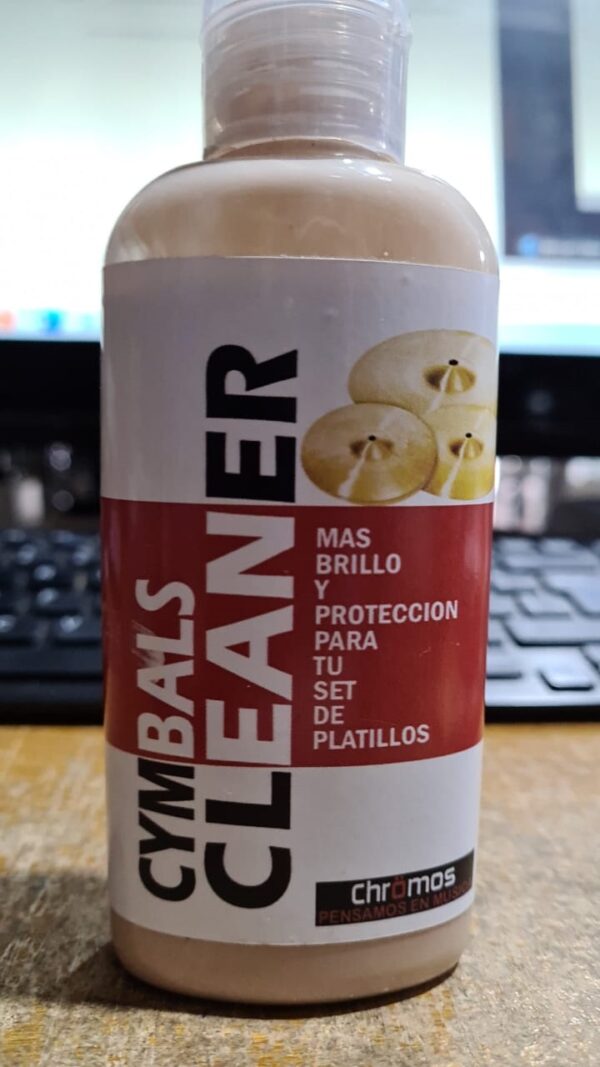 CYMBALS
CLEANER
MAS
BRILLO
Y
PROTECCION
PARA
TU
SET
DE
PLATILLOS
chrömos
PENSAMOS EN MUSICA